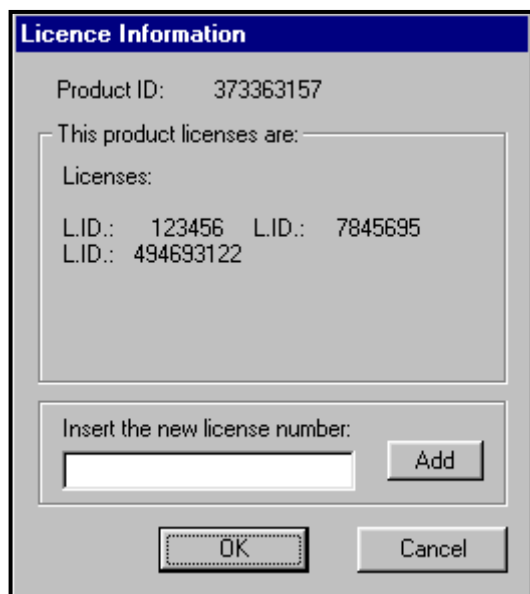 Licence Information
Product ID: 373363157
This product licenses are:
Licenses:
L.ID.: 123456 L.ID.: 7845695
L.ID.: 494693122
Insert the new license number:
Add
OK Cancel